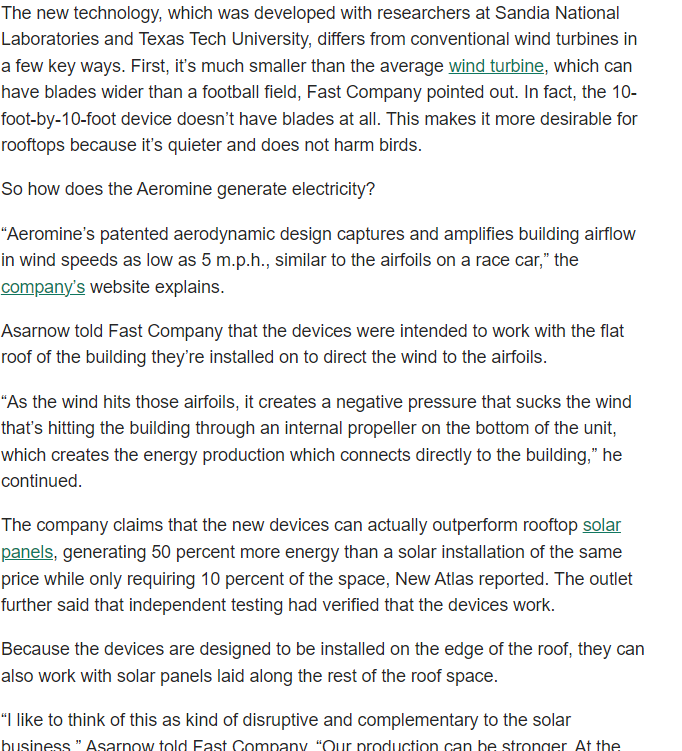 The new technology, which was developed with researchers at Sandia National
Laboratories and Texas Tech University, differs from conventional wind turbines in
a few key ways. First, it’s much smaller than the average wind turbine, which can
have blades wider than a football field, Fast Company pointed out. In fact, the 10-
foot-by-10-foot device doesn’t have blades at all. This makes it more desirable for
rooftops because it’s quieter and does not harm birds.
So how does the Aeromine generate electricity?
“Aeromine’s patented aerodynamic design captures and amplifies building airflow
in wind speeds as low as 5 m.p.h., similar to the airfoils on a race car,” the
company’s website explains.
Asarnow told Fast Company that the devices were intended to work with the flat
roof of the building they’re installed on to direct the wind to the airfoils.
“As the wind hits those airfoils, it creates a negative pressure that sucks the wind
that’s hitting the building through an internal propeller on the bottom of the unit,
which creates the energy production which connects directly to the building,” he
continued.
The company claims that the new devices can actually outperform rooftop solar
panels, generating 50 percent more energy than a solar installation of the same
price while only requiring 10 percent of the space, New Atlas reported. The outlet
further said that independent testing had verified that the devices work.
Because the devices are designed to be installed on the edge of the roof, they can
also work with solar panels laid along the rest of the roof space.
“I like to think of this as kind of disruptive and complementary to the solar
business,” Asarnow told Fast Company. “Our production can be stronger. At the